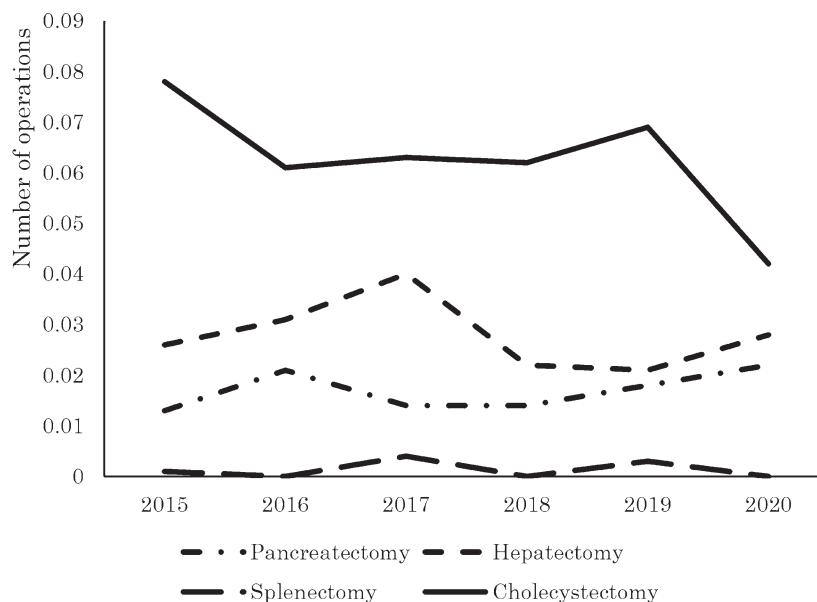 Number of operations
0.09
0.08
0.07
0.06
0.05
0.04
0.03
0.02
0.01
0
2015 2016 2017 2018 2019 2020
Pancreatectomy Hepatectomy
Splenectomy Cholecystectomy